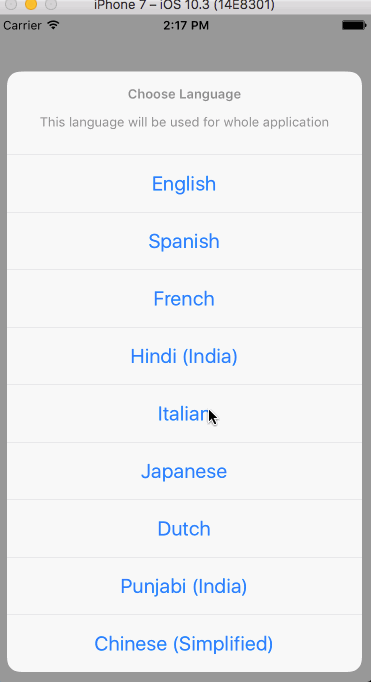 iPhone 7 – iOS 10.3 (14E8301)
Carrier 2:17 PM
Choose Language
This language will be used for whole application
English
Spanish
French
Hindi (India)
Italian
Japanese
Dutch
Punjabi (India)
Chinese (Simplified)